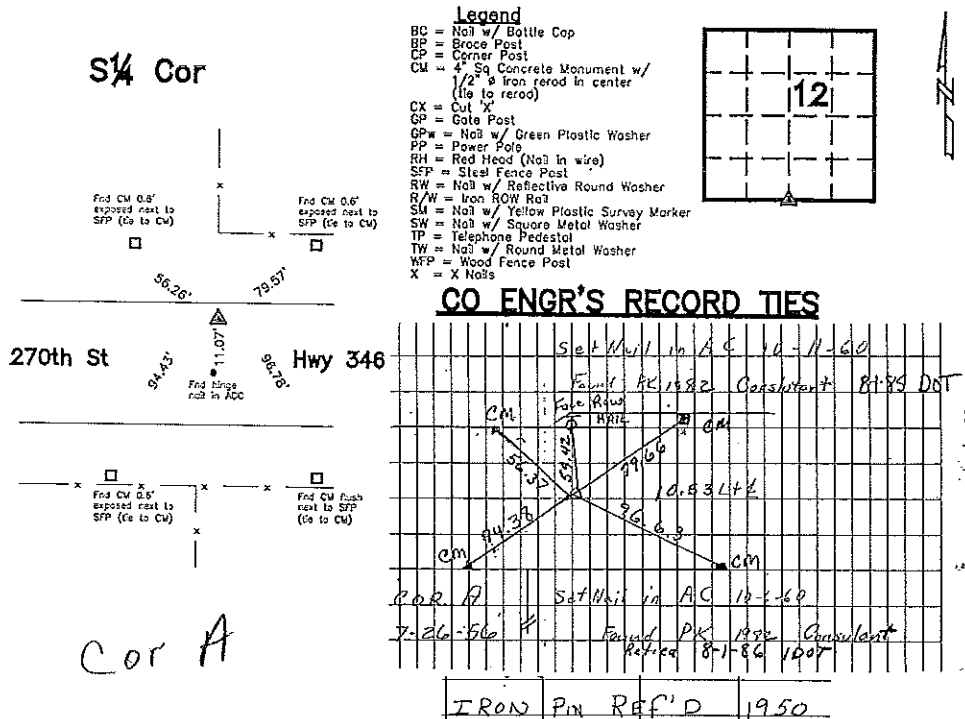 S¼ Cor
Legend
BC = Nail w/ Bottle Cap
BP = Brace Post
CP = Corner Post
CM = 4" Sq Concrete Monument w/
1/2" ø iron rerod in center
(tie to rerod)
CX = Cut 'X'
GP = Gate Post
GPw = Nail w/ Green Plastic Washer
PP = Power Pole
RH = Red Head (Nail in wire)
SFP = Steel Fence Post
RW = Nail w/ Reflective Round Washer
R/W = Iron ROW Rail
SM = Nail w/ Yellow Plastic Survey Marker
SW = Nail w/ Square Metal Washer
TP = Telephone Pedestal
TW = Nail w/ Round Metal Washer
WFP = Wood Fence Post
X = X Nails
12
N
Fnd CM 0.8'
exposed next to
SFP (tie to CM)
Fnd CM 0.6'
exposed next to
SFP (tie to CM)
56.26'
79.57'
270th St
Hwy 346
94.43'
11.07'
96.78'
Fnd hinge
nail in ACC
Fnd CM 0.5'
exposed next to
SFP (tie to CM)
Fnd CM flush
next to SFP
(tie to CM)
Cor A
CO ENGR'S RECORD TIES
Set Nail in AC 10-11-60
Found PK 1982 Consultant 8-1-85 DOT
Face Row
RAIL
CM
CM
56.37
59.42
79.66
10.53
94.38
96.63
CM
CM
COR A
Set Nail in AC
7-26-56
Found PK 1982 Consulant
Reties 8-1-86 IDOT
IRON PIN REF'D 1950